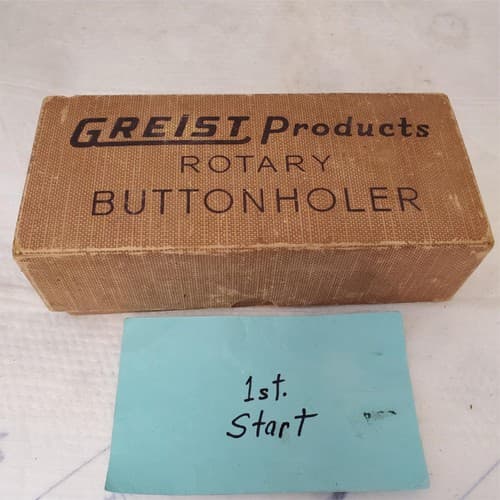 GREIST Products
ROTARY
BUTTONHOLER
1st.
Start